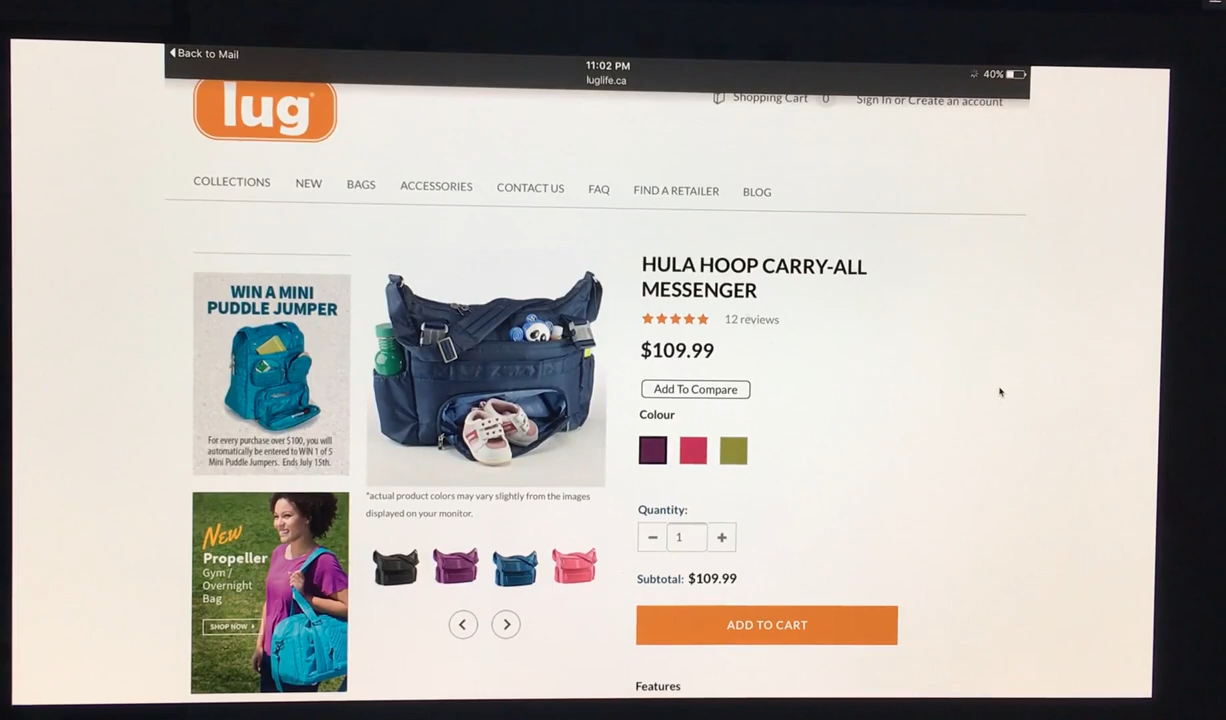 Back to Mail
11:02 PM
luglife.ca
40%
lug
Shopping Cart 0
Sign In or Create an account
COLLECTIONS NEW BAGS ACCESSORIES CONTACT US FAQ FIND A RETAILER BLOG
WIN A MINI
PUDDLE JUMPER
For every purchase over $100, you will
automatically be entered to WIN 1 of 5
Mini Puddle Jumpers. Ends July 15th.
New
Propeller
Gym /
Overnight
Bag
SHOP NOW
*actual product colors may vary slightly from the images
displayed on your monitor.
HULA HOOP CARRY-ALL
MESSENGER
12 reviews
$109.99
Add To Compare
Colour
Quantity:
1
Subtotal: $109.99
ADD TO CART
Features